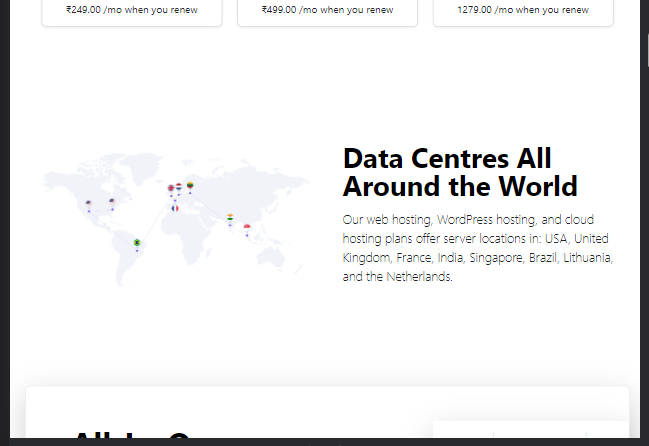 ₹249.00 /mo when you renew
₹499.00 /mo when you renew
1279.00 /mo when you renew
Data Centres All
Around the World
Our web hosting, WordPress hosting, and cloud
hosting plans offer server locations in: USA, United
Kingdom, France, India, Singapore, Brazil, Lithuania,
and the Netherlands.